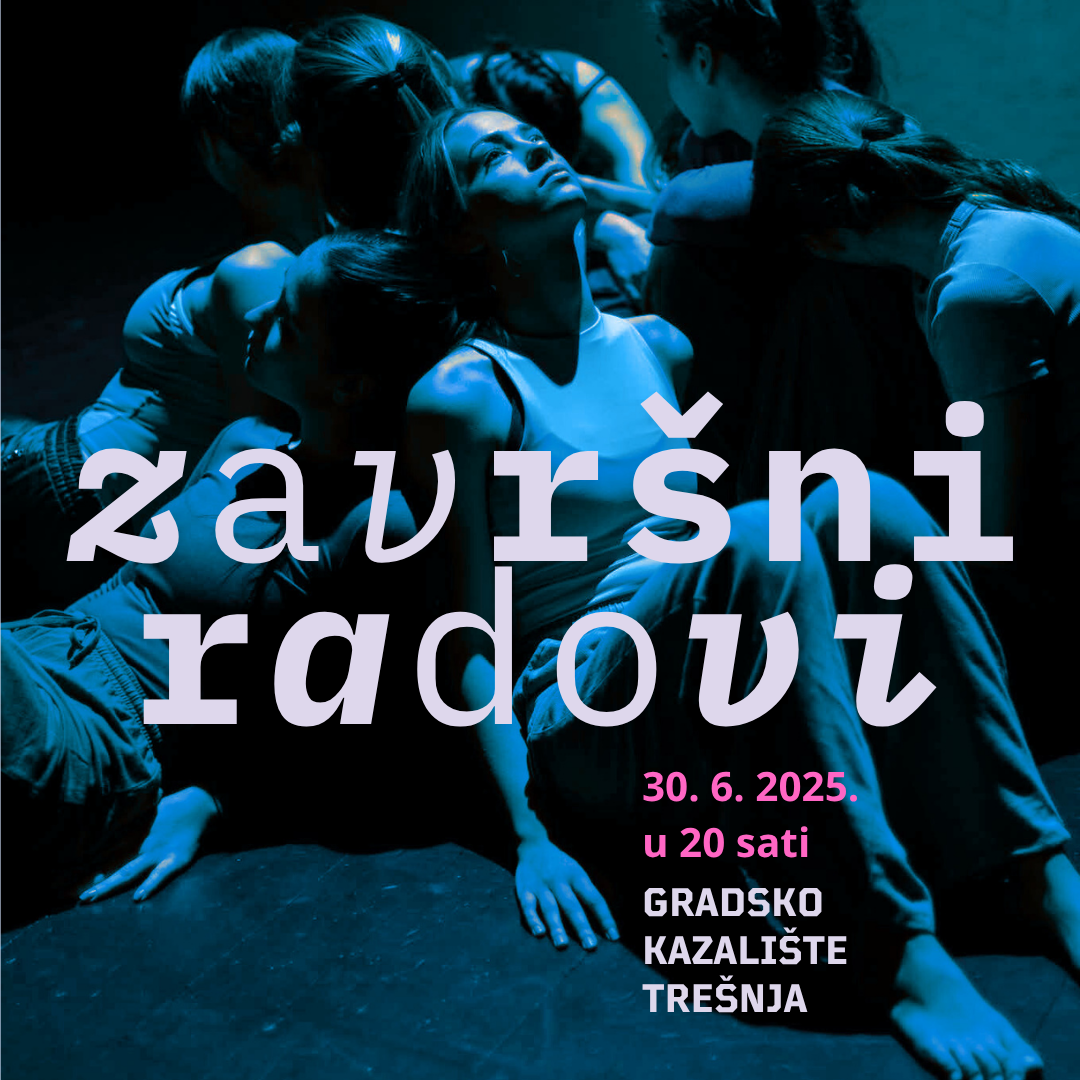 završni
radovi
30. 6. 2025.
u 20 sati
GRADSKO
KAZALIŠTE
TREŠNJA